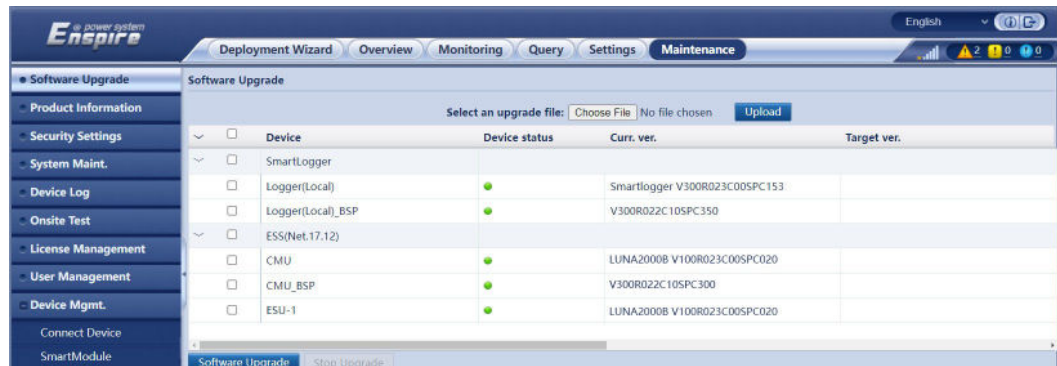 Enspire
e power system
English
Deployment Wizard Overview Monitoring Query Settings Maintenance
2 0 0
Software Upgrade
Product Information
Security Settings
System Maint.
Device Log
Onsite Test
License Management
User Management
Device Mgmt.
Connect Device
SmartModule
Software Upgrade
Select an upgrade file: Choose File No file chosen Upload
Device Device status Curr. ver. Target ver.
SmartLogger
Logger(Local) Smartlogger V300R023C00SPC153
Logger(Local)_BSP V300R022C10SPC350
ESS(Net.17.12)
CMU LUNA2000B V100R023C00SPC020
CMU_BSP V300R022C10SPC300
ESU-1 LUNA2000B V100R023C00SPC020
Software Upgrade Stop Upgrade